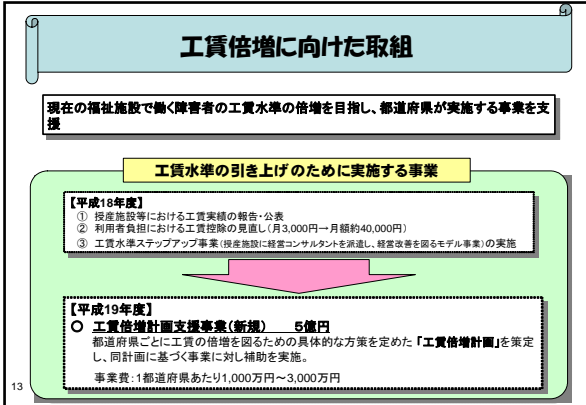 工賃倍増に向けた取組
現在の福祉施設で働く障害者の工賃水準の倍増を目指し、都道府県が実施する事業を支
援
工賃水準の引き上げのために実施する事業
【平成18年度】
① 授産施設等における工賃実績の報告・公表
② 利用者負担における工賃控除の見直し（月3,000円→月額約40,000円）
③ 工賃水準ステップアップ事業（授産施設に経営コンサルタントを派遣し、経営改善を図るモデル事業）の実施
【平成19年度】
○ 工賃倍増計画支援事業（新規） 5億円
都道府県ごとに工賃の倍増を図るための具体的な方策を定めた「工賃倍増計画」を策定
し、同計画に基づく事業に対し補助を実施。
事業費：1都道府県あたり1,000万円～3,000万円
13